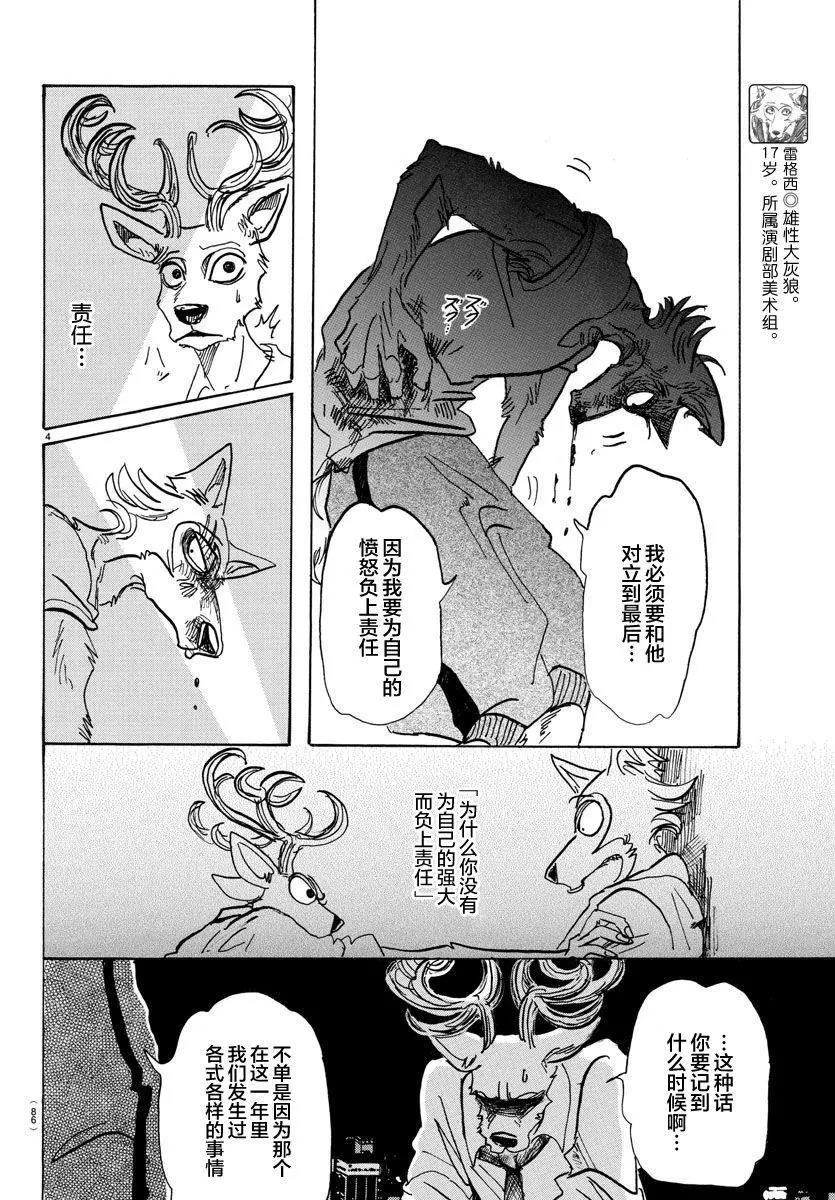 雷格西◎雄性大灰狼。
17岁。所属演剧部美术组。
ズッ
ズッ…
我必须要和他
对立到最后…
因为我要为自己的
愤怒负上责任
责任…
4
「为什么你没有
为自己的强大
而负上责任」
…这种话
你要记到
什么时候啊…
不单是因为那个
在这一年里
我们发生过
各式各样的事情
(86)